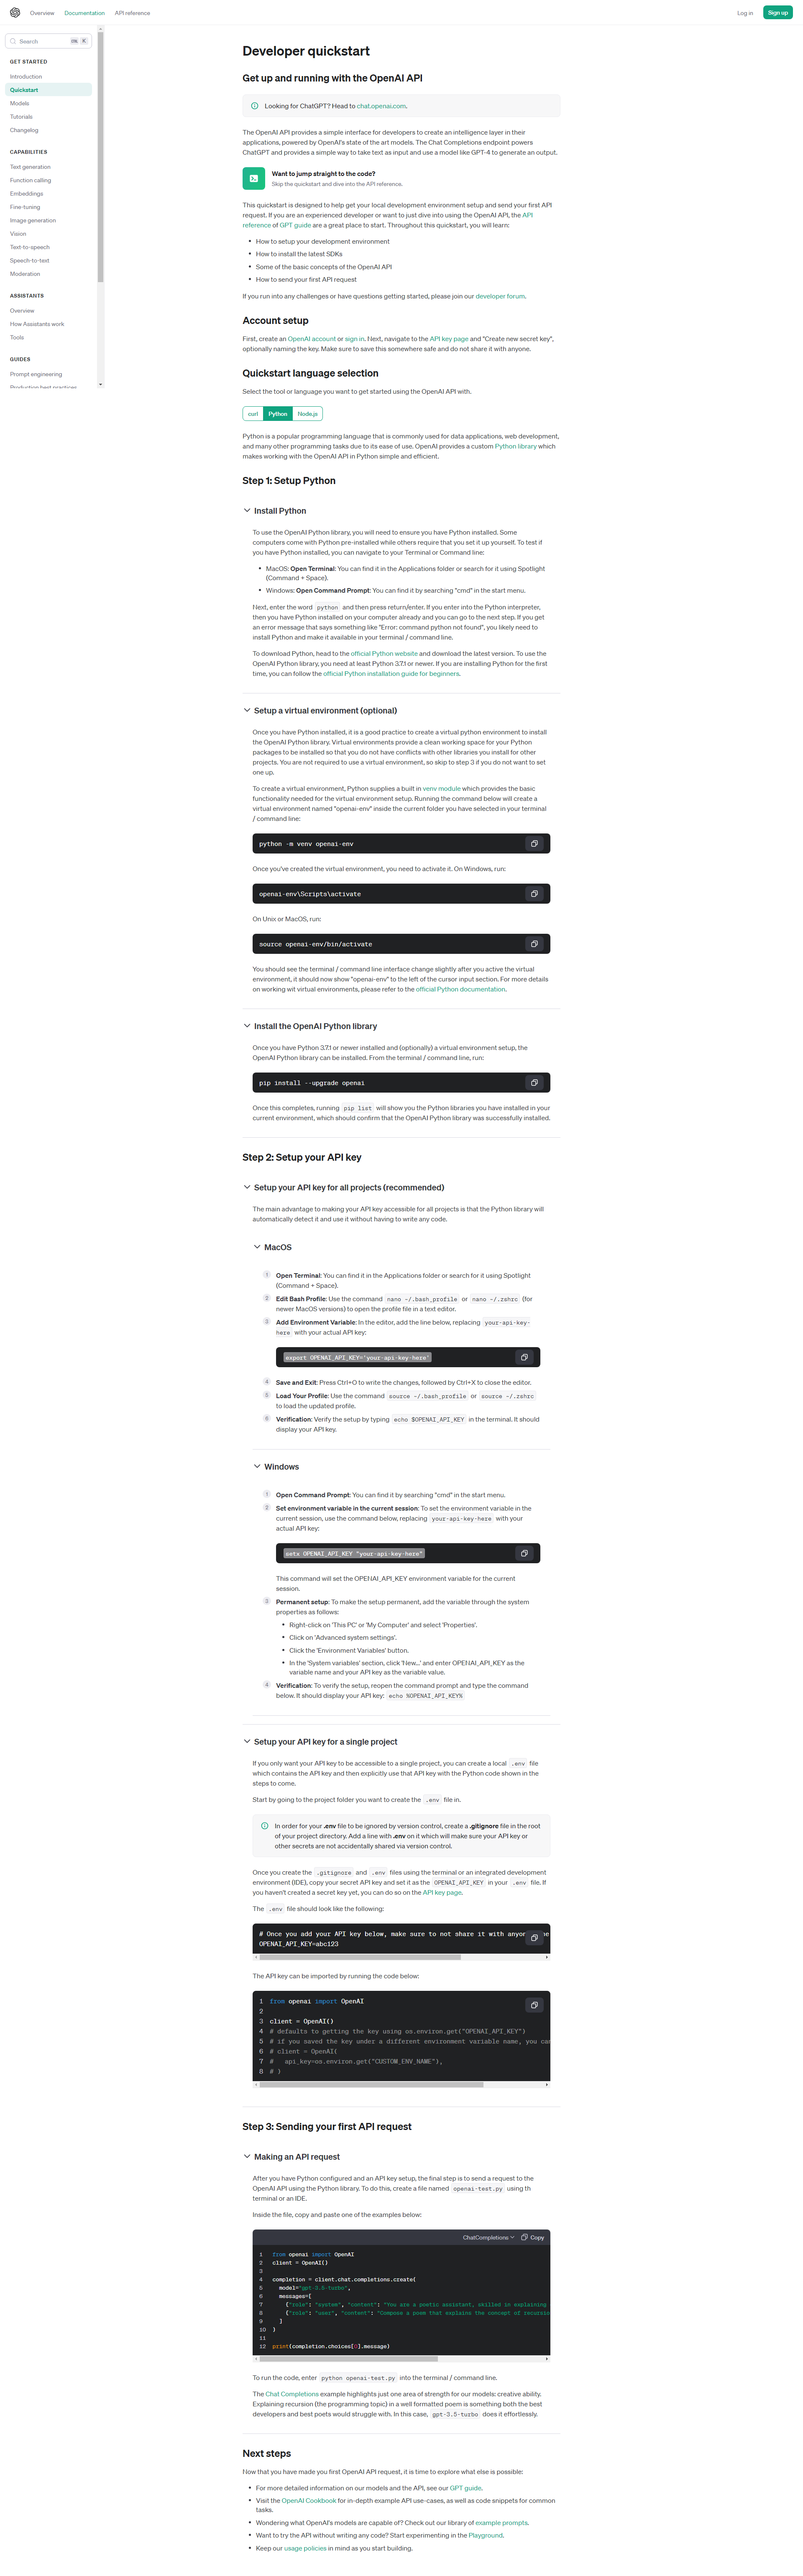 Overview Documentation API reference Log in Sign up
Search
GET STARTED
Introduction
Quickstart
Models
Tutorials
Changelog
CAPABILITIES
Text generation
Function calling
Embeddings
Fine-tuning
Image generation
Vision
Text-to-speech
Speech-to-text
Moderation
ASSISTANTS
Overview
How Assistants work
Tools
GUIDES
Prompt engineering
Production best practices
Developer quickstart
Get up and running with the OpenAI API
Looking for ChatGPT? Head to chat.openai.com.
The OpenAI API provides a simple interface for developers to create an intelligence layer in their
applications, powered by OpenAI's state of the art models. The Chat Completions endpoint powers
ChatGPT and provides a simple way to take text as input and use a model like GPT-4 to generate an output.
Want to jump straight to the code?
Skip the quickstart and dive into the API reference.
This quickstart is designed to help get your local development environment setup and send your first API
request. If you are an experienced developer or want to just dive into using the OpenAI API, the API
reference of GPT guide are a great place to start. Throughout this quickstart, you will learn:
• How to setup your development environment
• How to install the latest SDKs
• Some of the basic concepts of the OpenAI API
• How to send your first API request
If you run into any challenges or have questions getting started, please join our developer forum.
Account setup
First, create an OpenAI account or sign in. Next, navigate to the API key page and "Create new secret key",
optionally naming the key. Make sure to save this somewhere safe and do not share it with anyone.
Quickstart language selection
Select the tool or language you want to get started using the OpenAI API with.
curl Python Node.js
Python is a popular programming language that is commonly used for data applications, web development,
and many other programming tasks due to its ease of use. OpenAI provides a custom Python library which
makes working with the OpenAI API in Python simple and efficient.
Step 1: Setup Python
Install Python
To use the OpenAI Python library, you will need to ensure you have Python installed. Some
computers come with Python pre-installed while others require that you set it up yourself. To test if
you have Python installed, you can navigate to your Terminal or Command line:
• MacOS: Open Terminal: You can find it in the Applications folder or search for it using Spotlight
(Command + Space).
• Windows: Open Command Prompt: You can find it by searching "cmd" in the start menu.
Next, enter the word python and then press return/enter. If you enter into the Python interpreter,
then you have Python installed on your computer already and you can go to the next step. If you get
an error message that says something like "Error: command python not found", you likely need to
install Python and make it available in your terminal / command line.
To download Python, head to the official Python website and download the latest version. To use the
OpenAI Python library, you need at least Python 3.7.1 or newer. If you are installing Python for the first
time, you can follow the official Python installation guide for beginners.
Setup a virtual environment (optional)
Once you have Python installed, it is a good practice to create a virtual python environment to install
the OpenAI Python library. Virtual environments provide a clean working space for your Python
packages to be installed so that you do not have conflicts with other libraries you install for other
projects. You are not required to use a virtual environment, so skip to step 3 if you do not want to set
one up.
To create a virtual environment, Python supplies a built in venv module which provides the basic
functionality needed for the virtual environment setup. Running the command below will create a
virtual environment named "openai-env" inside the current folder you have selected in your terminal
/ command line:
python -m venv openai-env
Once you've created the virtual environment, you need to activate it. On Windows, run:
openai-env\Scripts\activate
On Unix or MacOS, run:
source openai-env/bin/activate
You should see the terminal / command line interface change slightly after you active the virtual
environment, it should now show "openai-env" to the left of the cursor input section. For more details
on working wit virtual environments, please refer to the official Python documentation.
Install the OpenAI Python library
Once you have Python 3.7.1 or newer installed and (optionally) a virtual environment setup, the
OpenAI Python library can be installed. From the terminal / command line, run:
pip install --upgrade openai
Once this completes, running pip list will show you the Python libraries you have installed in your
current environment, which should confirm that the OpenAI Python library was successfully installed.
Step 2: Setup your API key
Setup your API key for all projects (recommended)
The main advantage to making your API key accessible for all projects is that the Python library will
automatically detect it and use it without having to write any code.
MacOS
1 Open Terminal: You can find it in the Applications folder or search for it using Spotlight
(Command + Space).
2 Edit Bash Profile: Use the command nano ~/.bash_profile or nano ~/.zshrc (for
newer MacOS versions) to open the profile file in a text editor.
3 Add Environment Variable: In the editor, add the line below, replacing your-api-key-
here with your actual API key:
export OPENAI_API_KEY='your-api-key-here'
4 Save and Exit: Press Ctrl+O to write the changes, followed by Ctrl+X to close the editor.
5 Load Your Profile: Use the command source ~/.bash_profile or source ~/.zshrc
to load the updated profile.
6 Verification: Verify the setup by typing echo $OPENAI_API_KEY in the terminal. It should
display your API key.
Windows
1 Open Command Prompt: You can find it by searching "cmd" in the start menu.
2 Set environment variable in the current session: To set the environment variable in the
current session, use the command below, replacing your-api-key-here with your
actual API key:
setx OPENAI_API_KEY "your-api-key-here"
This command will set the OPENAI_API_KEY environment variable for the current
session.
3 Permanent setup: To make the setup permanent, add the variable through the system
properties as follows:
• Right-click on 'This PC' or 'My Computer' and select 'Properties'.
• Click on 'Advanced system settings'.
• Click the 'Environment Variables' button.
• In the 'System variables' section, click 'New...' and enter OPENAI_API_KEY as the
variable name and your API key as the variable value.
4 Verification: To verify the setup, reopen the command prompt and type the command
below. It should display your API key: echo %OPENAI_API_KEY%
Setup your API key for a single project
If you only want your API key to be accessible to a single project, you can create a local .env file
which contains the API key and then explicitly use that API key with the Python code shown in the
steps to come.
Start by going to the project folder you want to create the .env file in.
In order for your .env file to be ignored by version control, create a .gitignore file in the root
of your project directory. Add a line with .env on it which will make sure your API key or
other secrets are not accidentally shared via version control.
Once you create the .gitignore and .env files using the terminal or an integrated development
environment (IDE), copy your secret API key and set it as the OPENAI_API_KEY in your .env file. If
you haven't created a secret key yet, you can do so on the API key page.
The .env file should look like the following:
# Once you add your API key below, make sure to not share it with anyon
OPENAI_API_KEY=abc123
The API key can be imported by running the code below:
1 from openai import OpenAI
2
3 client = OpenAI()
4 # defaults to getting the key using os.environ.get("OPENAI_API_KEY")
5 # if you saved the key under a different environment variable name, you can
6 # client = OpenAI(
7 # api_key=os.environ.get("CUSTOM_ENV_NAME"),
8 # )
Step 3: Sending your first API request
Making an API request
After you have Python configured and an API key setup, the final step is to send a request to the
OpenAI API using the Python library. To do this, create a file named openai-test.py using th
terminal or an IDE.
Inside the file, copy and paste one of the examples below:
ChatCompletions Copy
1 from openai import OpenAI
2 client = OpenAI()
3
4 completion = client.chat.completions.create(
5 model="gpt-3.5-turbo",
6 messages=[
7 {"role": "system", "content": "You are a poetic assistant, skilled in explaining
8 {"role": "user", "content": "Compose a poem that explains the concept of recursio
9 ]
10 )
11
12 print(completion.choices[0].message)
To run the code, enter python openai-test.py into the terminal / command line.
The Chat Completions example highlights just one area of strength for our models: creative ability.
Explaining recursion (the programming topic) in a well formatted poem is something both the best
developers and best poets would struggle with. In this case, gpt-3.5-turbo does it effortlessly.
Next steps
Now that you have made you first OpenAI API request, it is time to explore what else is possible:
• For more detailed information on our models and the API, see our GPT guide.
• Visit the OpenAI Cookbook for in-depth example API use-cases, as well as code snippets for common
tasks.
• Wondering what OpenAI's models are capable of? Check out our library of example prompts.
• Want to try the API without writing any code? Start experimenting in the Playground.
• Keep our usage policies in mind as you start building.